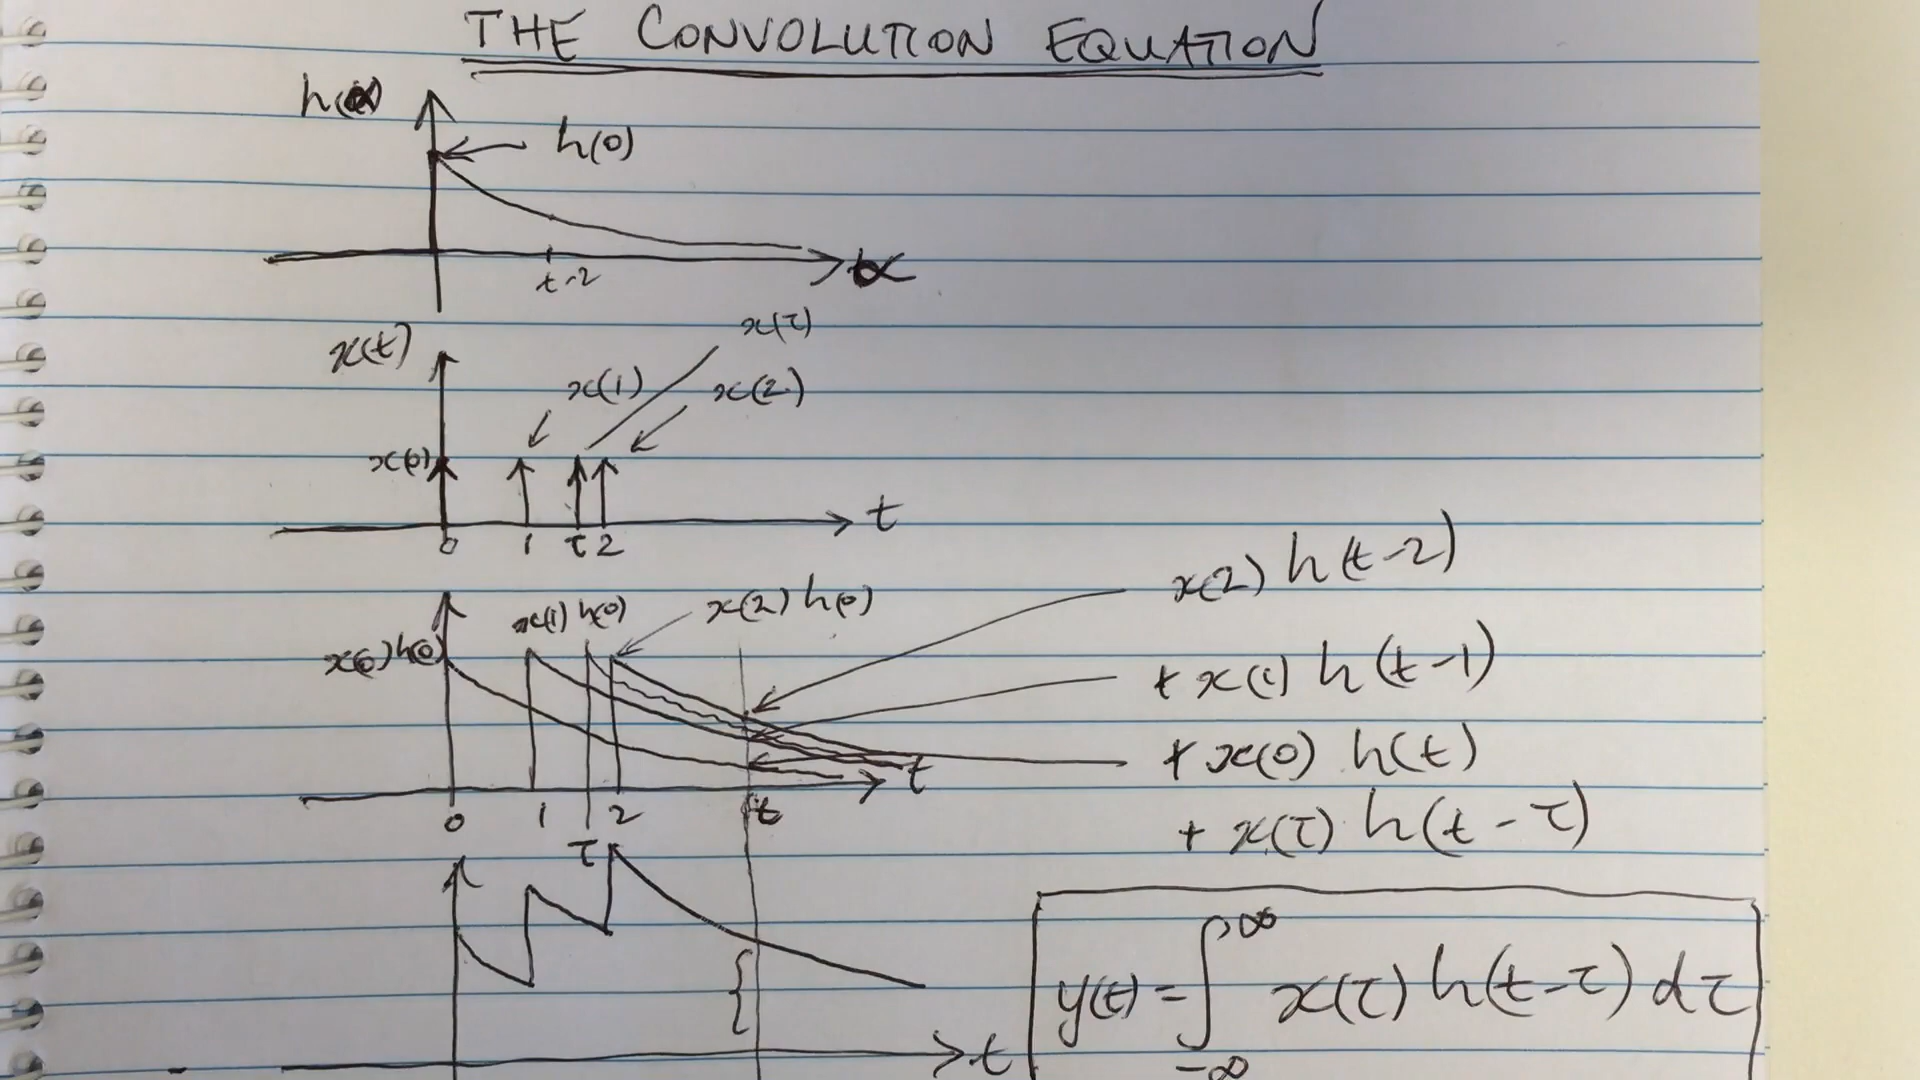 THE CONVOLUTION EQUATION
h(α)
h(0)
t-2
α
x(τ)
x(t)
x(1)
x(2)
x(0)
t
0 1 τ 2
x(2) h(t-2)
x(1) h(0)
x(2) h(0)
x(0) h(0)
+ x(1) h(t-1)
+ x(0) h(t)
t
0 1 2 t
τ
+ x(τ) h(t-τ)
y(t) = ∫ ∞ -∞ x(τ) h(t-τ) dτ
t